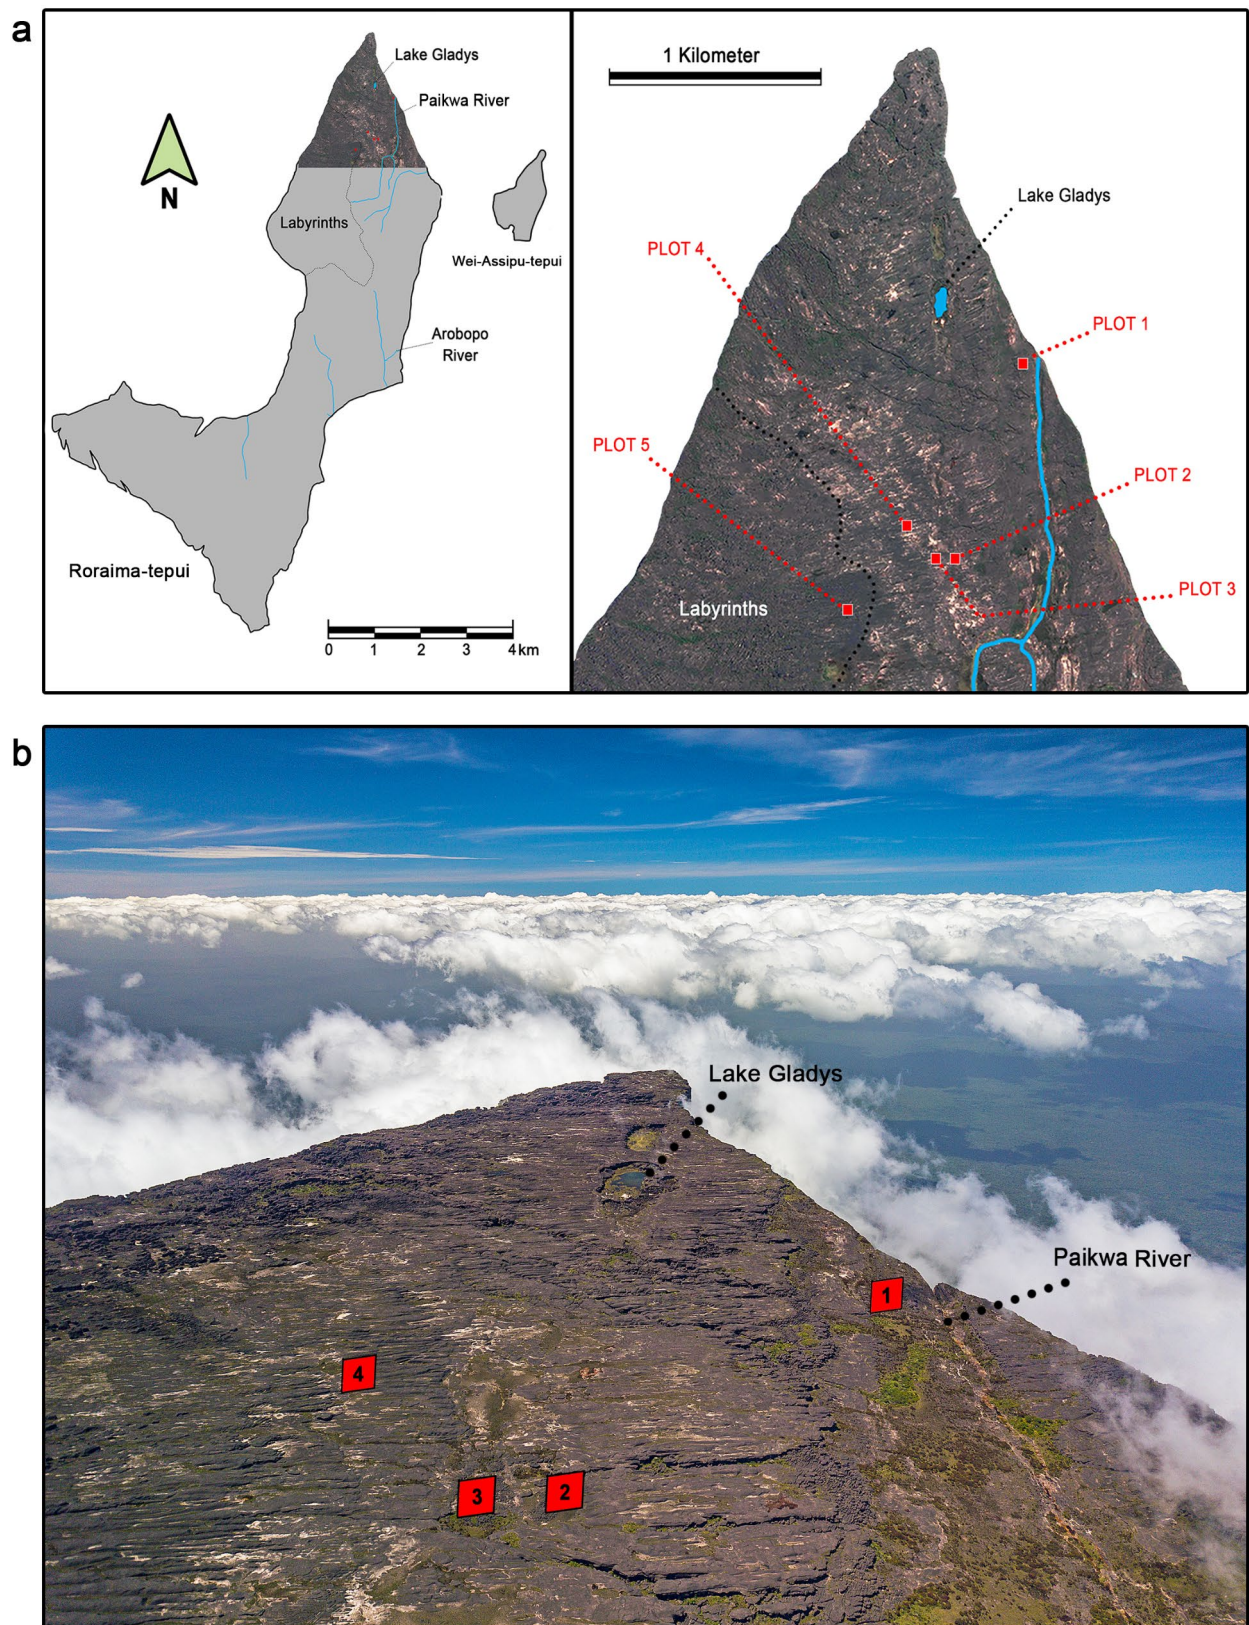 a
Lake Gladys
Paikwa River
N
Labyrinths
Wei-Assipu-tepui
Arobopo
River
Roraima-tepui
0 1 2 3 4 km
1 Kilometer
Lake Gladys
PLOT 4
PLOT 1
PLOT 5
PLOT 2
PLOT 3
Labyrinths
b
Lake Gladys
Paikwa River
1
4
3
2